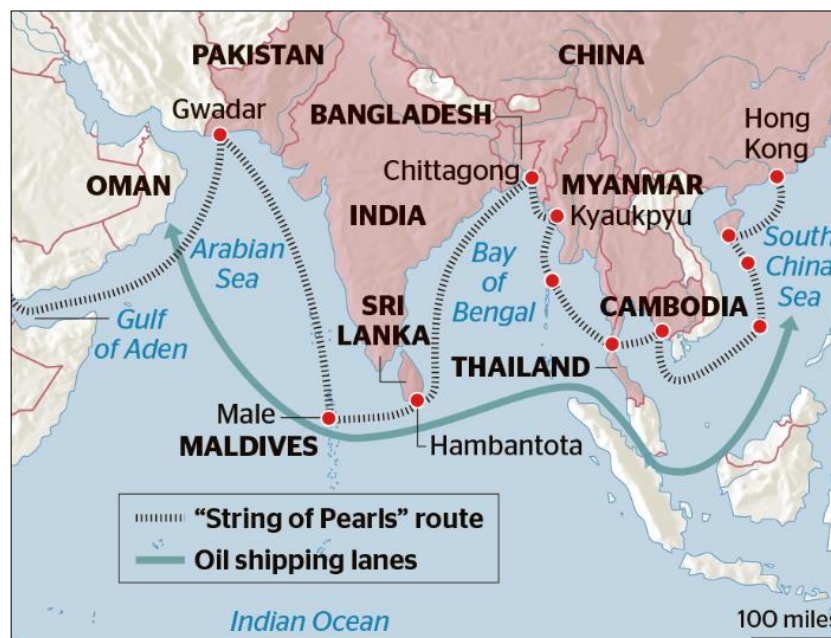 PAKISTAN
CHINA
Gwadar
BANGLADESH
Hong
Kong
Chittagong
OMAN
MYANMAR
Kyaukpyu
INDIA
Arabian
Sea
Bay
of
Bengal
South
China
Sea
SRI
LANKA
CAMBODIA
Gulf
of Aden
THAILAND
Male
MALDIVES
Hambantota
“String of Pearls” route
Oil shipping lanes
Indian Ocean
100 miles